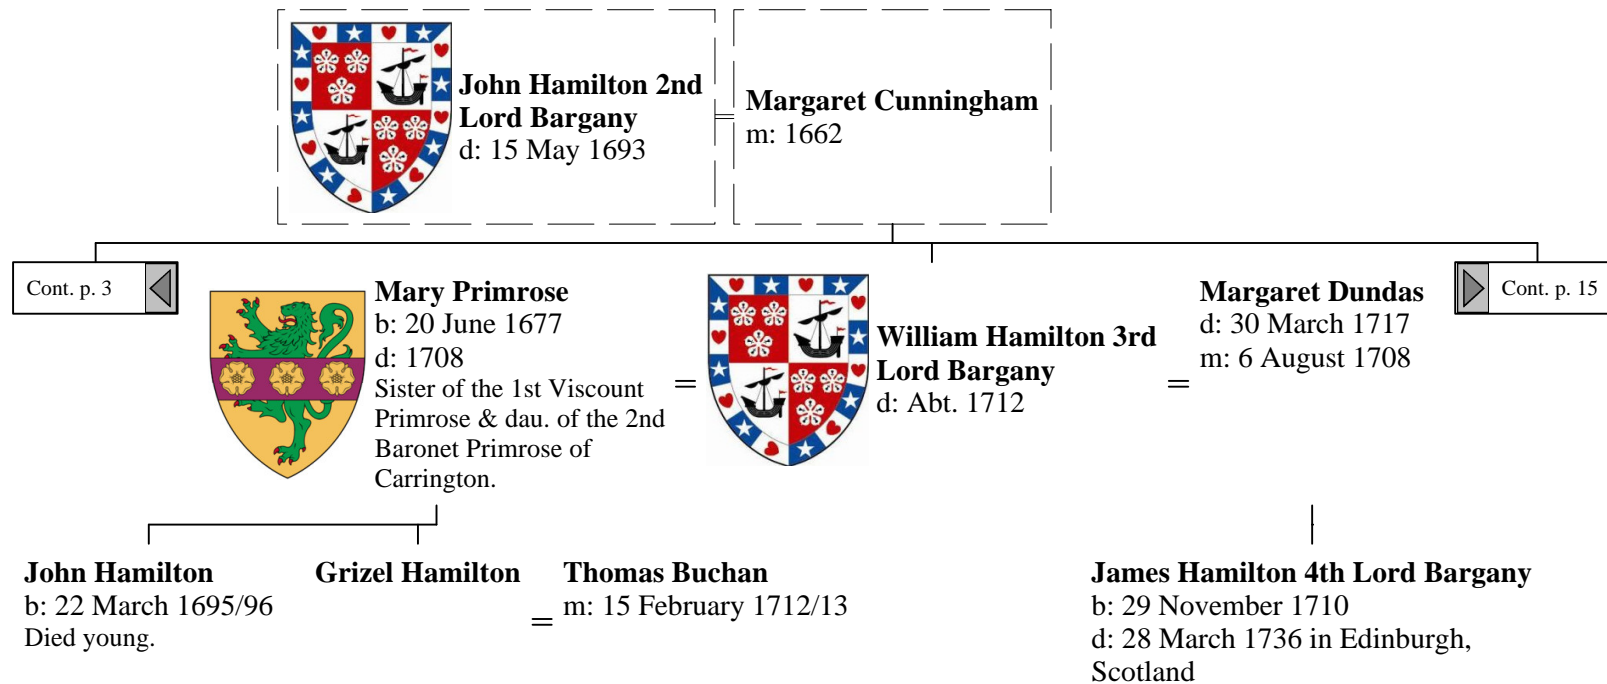 John Hamilton 2nd
Lord Bargany
d: 15 May 1693
Margaret Cunningham
m: 1662
Cont. p. 3
Mary Primrose
b: 20 June 1677
d: 1708
Sister of the 1st Viscount
Primrose & dau. of the 2nd
Baronet Primrose of
Carrington.
William Hamilton 3rd
Lord Bargany
d: Abt. 1712
Margaret Dundas
d: 30 March 1717
m: 6 August 1708
Cont. p. 15
John Hamilton
b: 22 March 1695/96
Died young.
Grizel Hamilton
Thomas Buchan
m: 15 February 1712/13
James Hamilton 4th Lord Bargany
b: 29 November 1710
d: 28 March 1736 in Edinburgh,
Scotland